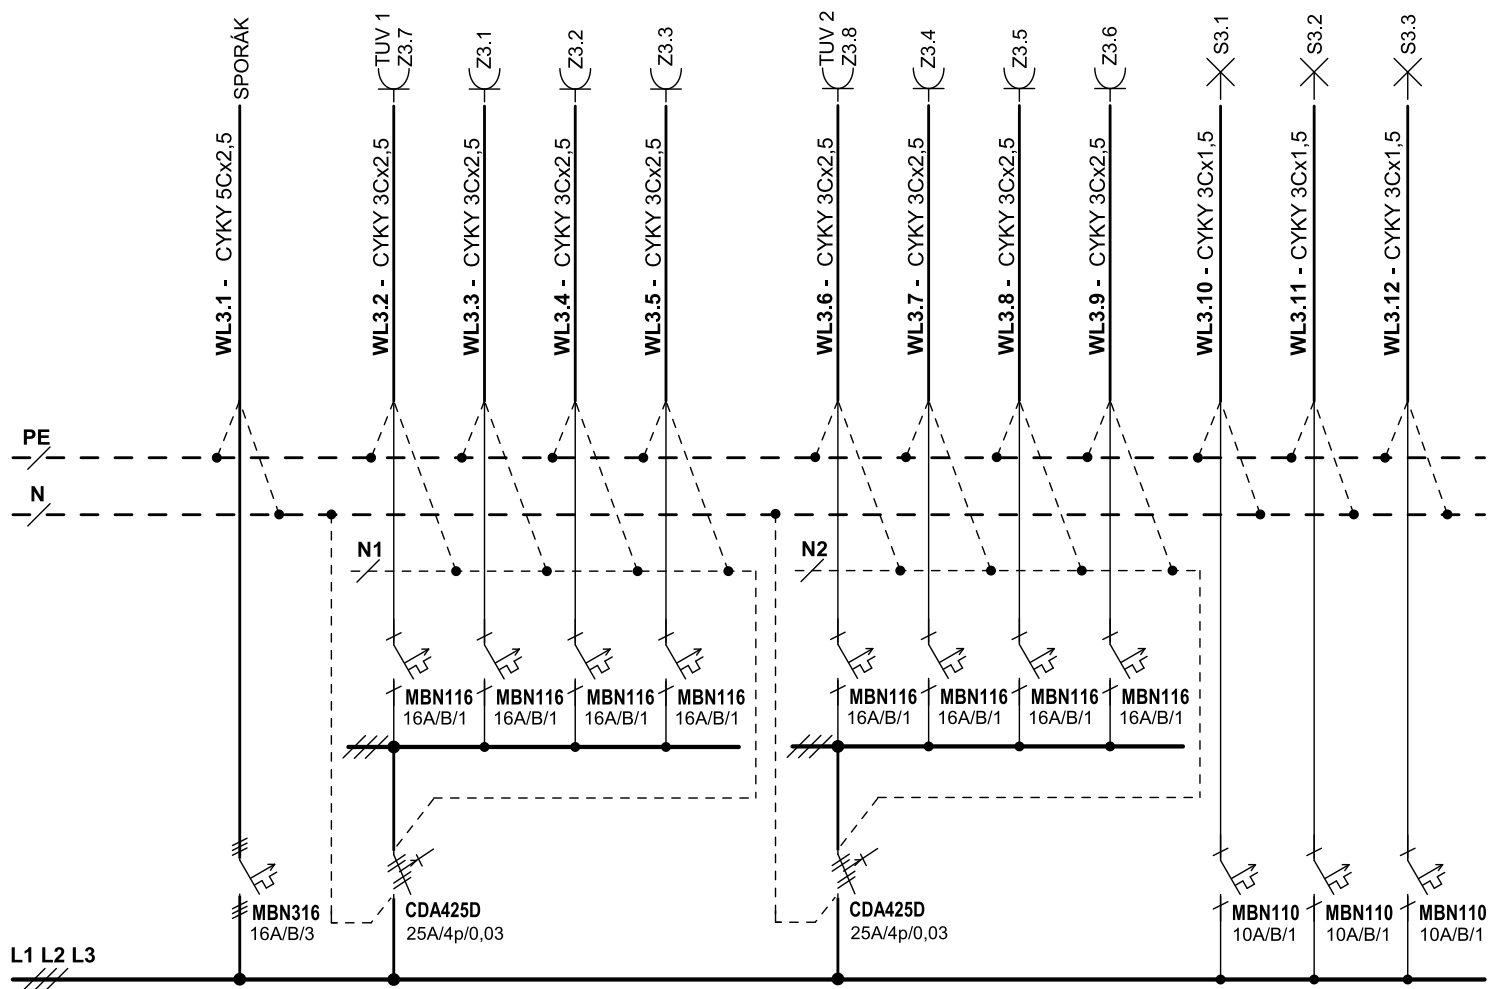 SPORÁK
TUV 1
Z3.7
Z3.1
Z3.2
Z3.3
TUV 2
Z3.8
Z3.4
Z3.5
Z3.6
S3.1
S3.2
S3.3
WL3.1 - CYKY 5Cx2,5
WL3.2 - CYKY 3Cx2,5
WL3.3 - CYKY 3Cx2,5
WL3.4 - CYKY 3Cx2,5
WL3.5 - CYKY 3Cx2,5
WL3.6 - CYKY 3Cx2,5
WL3.7 - CYKY 3Cx2,5
WL3.8 - CYKY 3Cx2,5
WL3.9 - CYKY 3Cx2,5
WL3.10 - CYKY 3Cx1,5
WL3.11 - CYKY 3Cx1,5
WL3.12 - CYKY 3Cx1,5
PE
N
N1
N2
MBN116
16A/B/1
MBN116
16A/B/1
MBN116
16A/B/1
MBN116
16A/B/1
MBN116
16A/B/1
MBN116
16A/B/1
MBN116
16A/B/1
MBN116
16A/B/1
MBN316
16A/B/3
CDA425D
25A/4p/0,03
CDA425D
25A/4p/0,03
MBN110
10A/B/1
MBN110
10A/B/1
MBN110
10A/B/1
L1 L2 L3